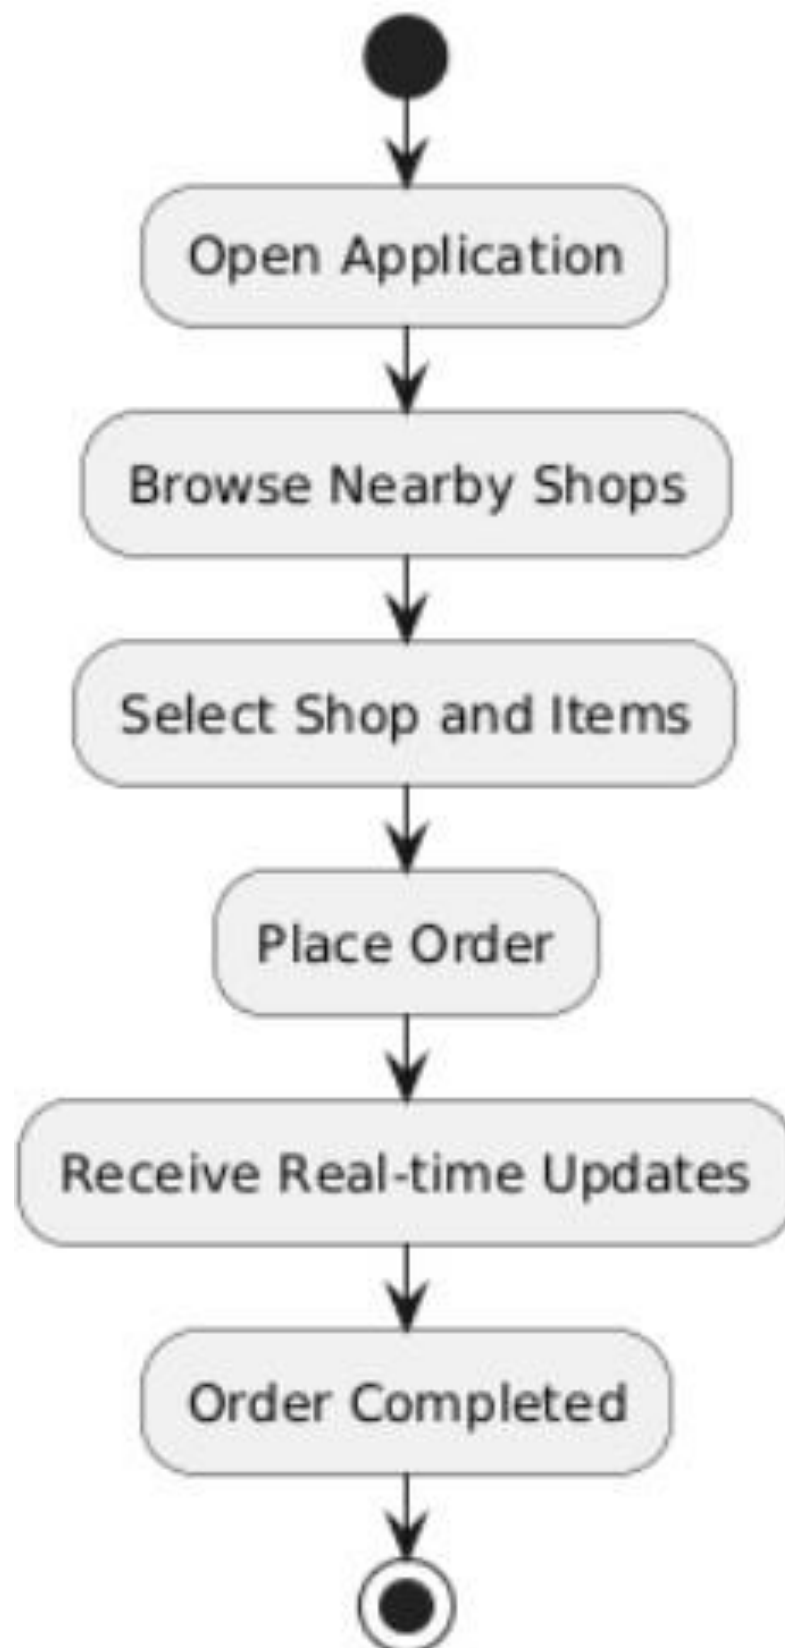 Open Application
Browse Nearby Shops
Select Shop and Items
Place Order
Receive Real-time Updates
Order Completed